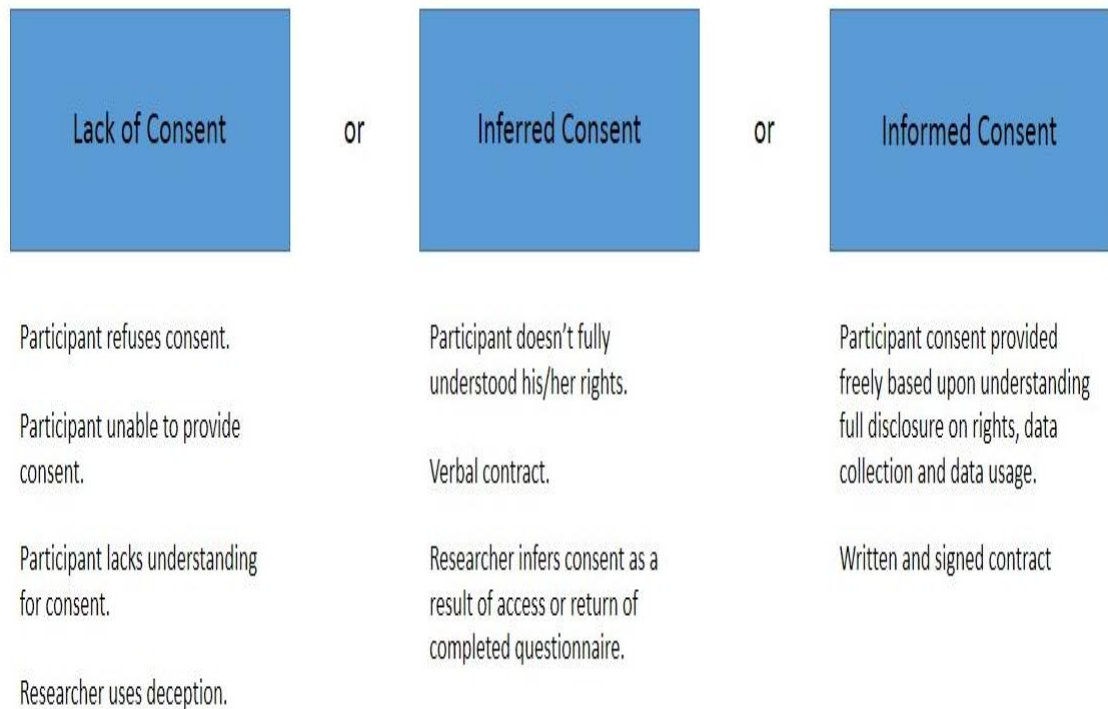 Lack of Consent
or
Inferred Consent
or
Informed Consent
Participant refuses consent.
Participant unable to provide
consent.
Participant lacks understanding
for consent.
Researcher uses deception.
Participant doesn’t fully
understood his/her rights.
Verbal contract.
Researcher infers consent as a
result of access or return of
completed questionnaire.
Participant consent provided
freely based upon understanding
full disclosure on rights, data
collection and data usage.
Written and signed contract